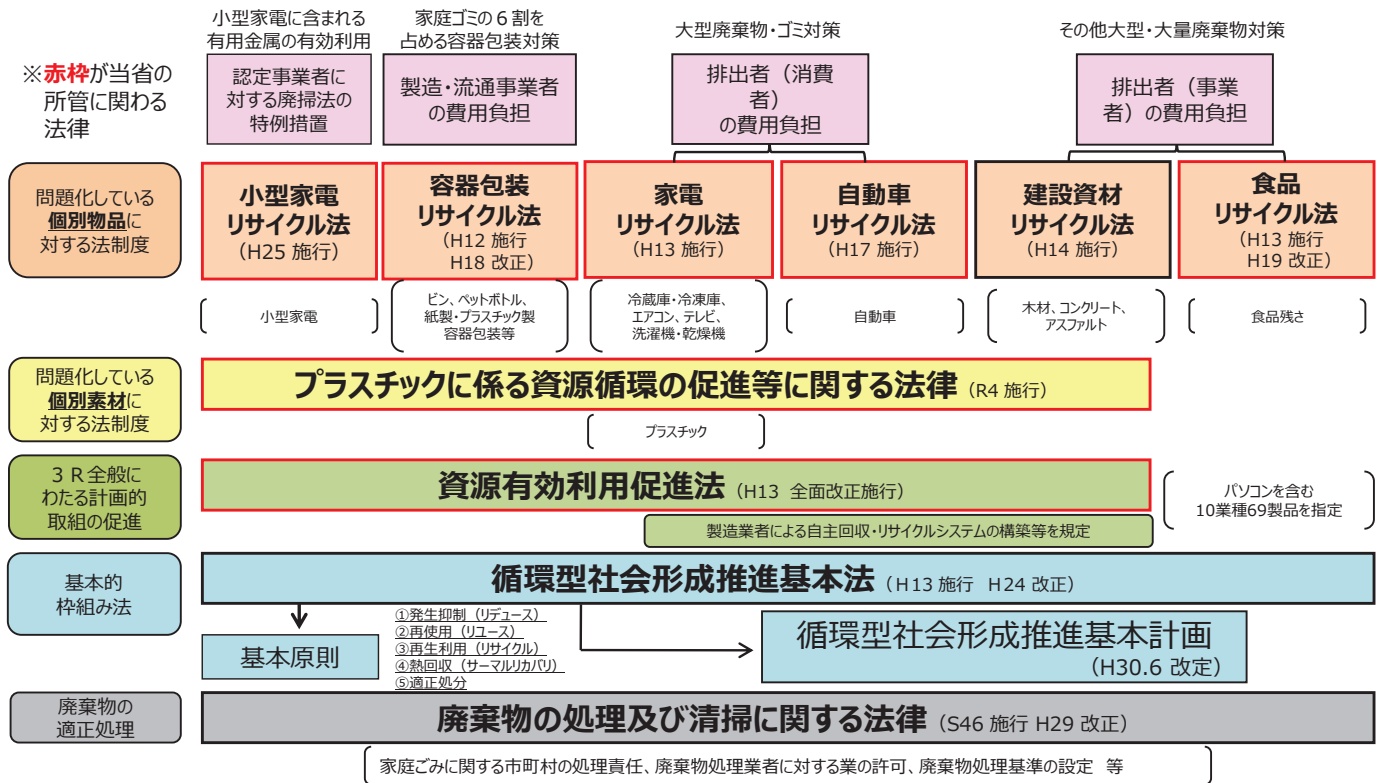 小型家電に含まれる
有用金属の有効利用
家庭ゴミの6割を
占める容器包装対策
大型廃棄物・ゴミ対策
その他大型・大量廃棄物対策
※赤枠が当省の
所管に関わる
法律
認定事業者に
対する廃掃法の
特例措置
製造・流通事業者
の費用負担
排出者（消費
者）
の費用負担
排出者（事業
者）の費用負担
問題化している
個別物品に
対する法制度
小型家電
リサイクル法
（H25 施行）
容器包装
リサイクル法
（H12 施行
H18 改正）
家電
リサイクル法
（H13 施行）
自動車
リサイクル法
（H17 施行）
建設資材
リサイクル法
（H14 施行）
食品
リサイクル法
（H13 施行
H19 改正）
小型家電
ビン、ペットボトル、
紙製・プラスチック製
容器包装等
冷蔵庫・冷凍庫、
エアコン、テレビ、
洗濯機・乾燥機
自動車
木材、コンクリート、
アスファルト
食品残さ
問題化している
個別素材に
対する法制度
プラスチックに係る資源循環の促進等に関する法律（R4 施行）
プラスチック
３Ｒ全般に
わたる計画的
取組の促進
資源有効利用促進法（H13 全面改正施行）
製造業者による自主回収・リサイクルシステムの構築等を規定
パソコンを含む
10業種69製品を指定
基本的
枠組み法
循環型社会形成推進基本法（H13 施行 H24 改正）
基本原則
①発生抑制（リデュース）
②再使用（リユース）
③再生利用（リサイクル）
④熱回収（サーマルリカバリ）
⑤適正処分
循環型社会形成推進基本計画
（H30.6 改定）
廃棄物の
適正処理
廃棄物の処理及び清掃に関する法律（S46 施行 H29 改正）
家庭ごみに関する市町村の処理責任、廃棄物処理業者に対する業の許可、廃棄物処理基準の設定 等